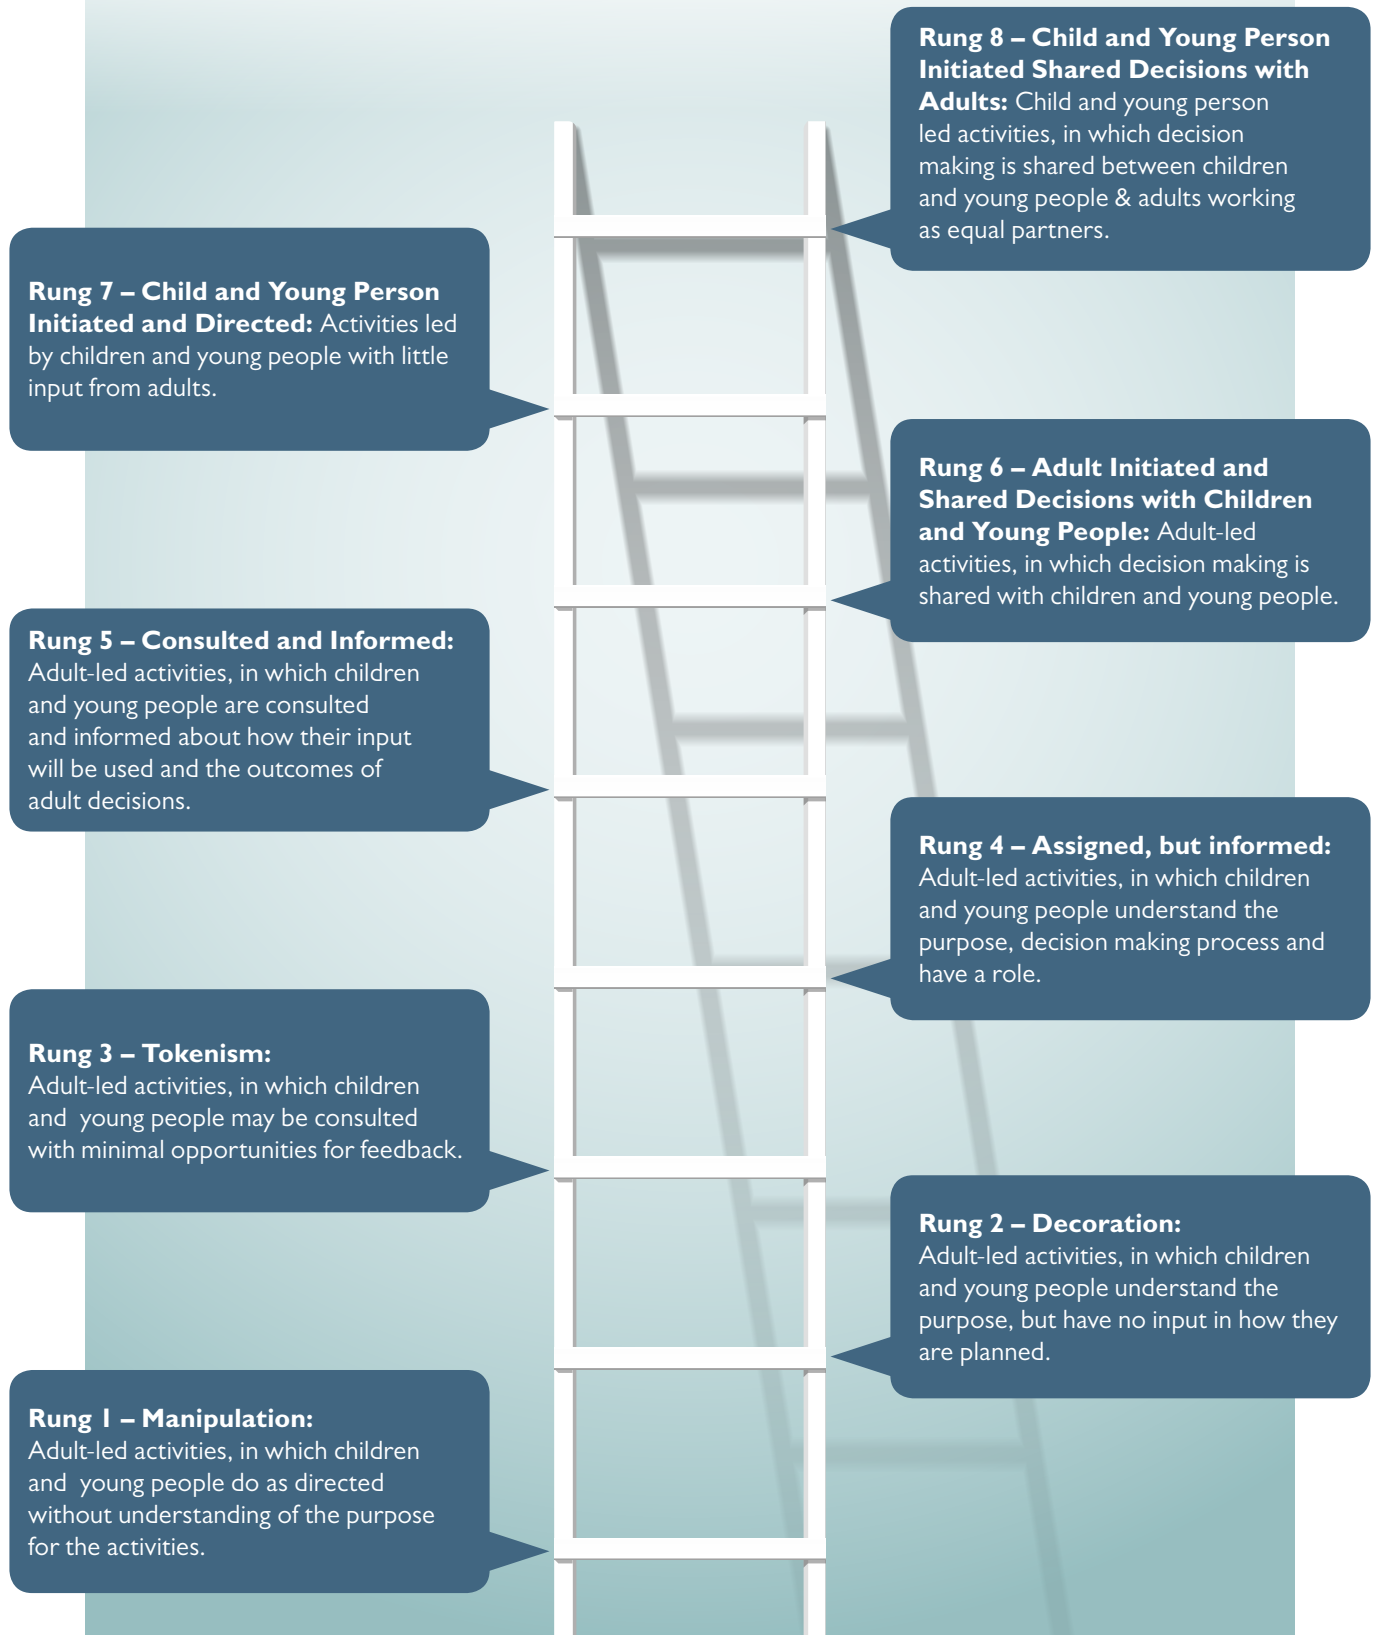 Rung 8 – Child and Young Person
Initiated Shared Decisions with
Adults: Child and young person
led activities, in which decision
making is shared between children
and young people & adults working
as equal partners.
Rung 7 – Child and Young Person
Initiated and Directed: Activities led
by children and young people with little
input from adults.
Rung 6 – Adult Initiated and
Shared Decisions with Children
and Young People: Adult-led
activities, in which decision making is
shared with children and young people.
Rung 5 – Consulted and Informed:
Adult-led activities, in which children
and young people are consulted
and informed about how their input
will be used and the outcomes of
adult decisions.
Rung 4 – Assigned, but informed:
Adult-led activities, in which children
and young people understand the
purpose, decision making process and
have a role.
Rung 3 – Tokenism:
Adult-led activities, in which children
and  young people may be consulted
with minimal opportunities for feedback.
Rung 2 – Decoration:
Adult-led activities, in which children
and young people understand the
purpose, but have no input in how they
are planned.
Rung 1 – Manipulation:
Adult-led activities, in which children
and  young people do as directed
without understanding of the purpose
for the activities.